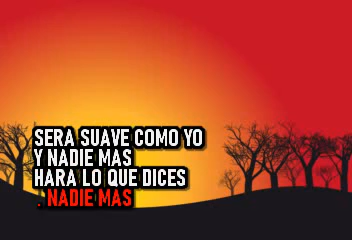 SERA SUAVE COMO YO
Y NADIE MAS
HARA LO QUE DICES
. NADIE MAS